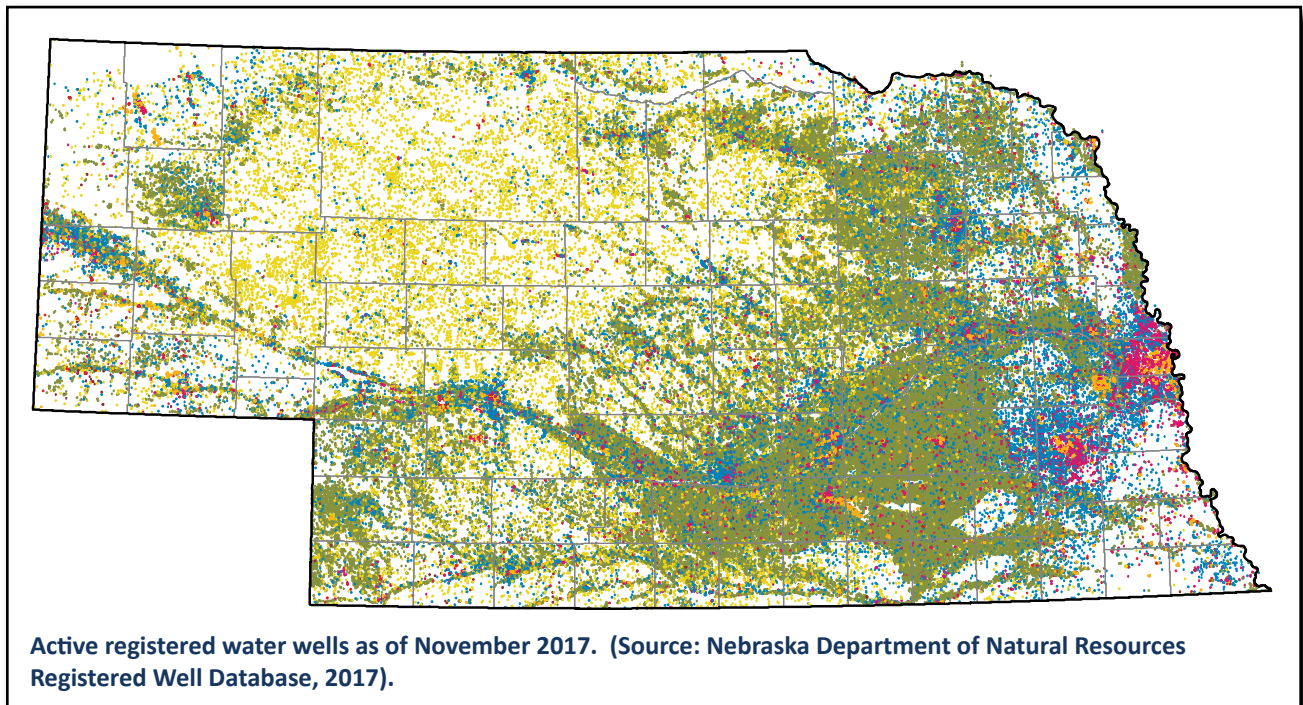 Active registered water wells as of November 2017.  (Source: Nebraska Department of Natural Resources
Registered Well Database, 2017).